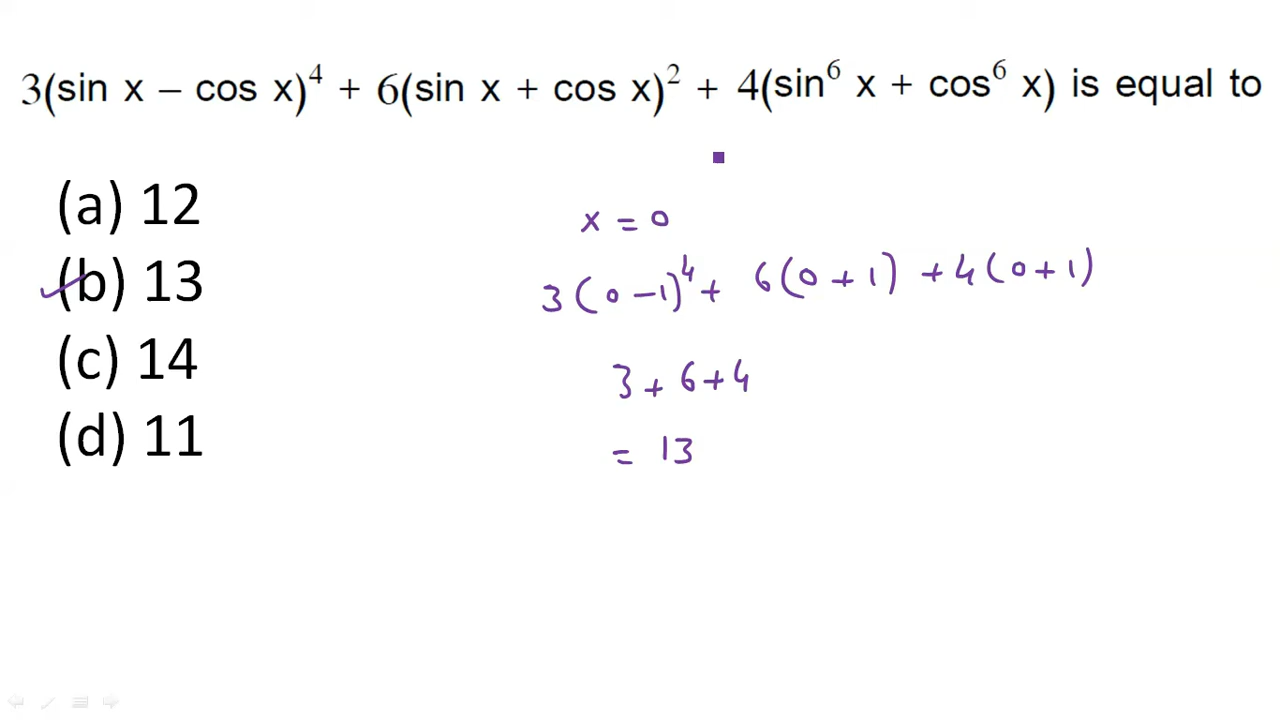 3(sin x – cos x)⁴ + 6(sin x + cos x)² + 4(sin⁶ x + cos⁶ x) is equal to
(a) 12
(b) 13
(c) 14
(d) 11
x = 0
3(0-1)⁴ + 6(0+1) + 4(0+1)
3+6+4
= 13